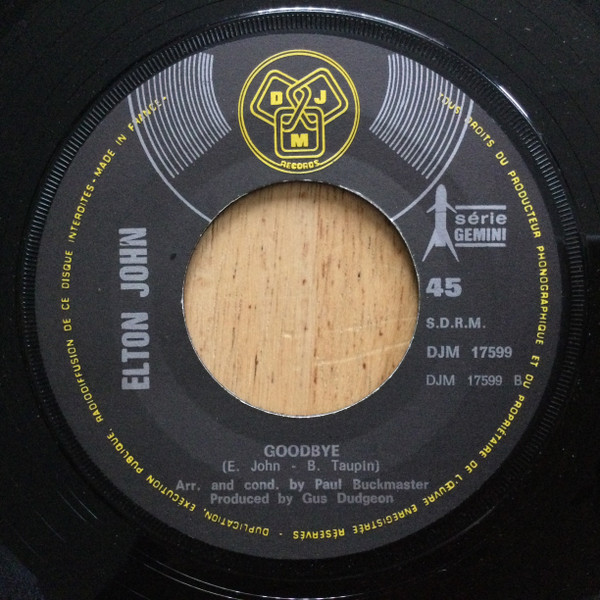 D J
M
RECORDS
TOUS DROITS DU PRODUCTEUR PHONOGRAPHIQUE ET DU PROPRIÉTAIRE DE L'ŒUVRE ENREGISTRÉE RÉSERVÉS - DUPLICATION, EXÉCUTION PUBLIQUE, RADIODIFFUSION DE CE DISQUE INTERDITES - MADE IN FRANCE
série
GEMINI
ELTON JOHN
45
S.D.R.M.
DJM 17599
DJM 17599 B
GOODBYE
(E. John - B. Taupin)
Arr. and cond. by Paul Buckmaster
Produced by Gus Dudgeon